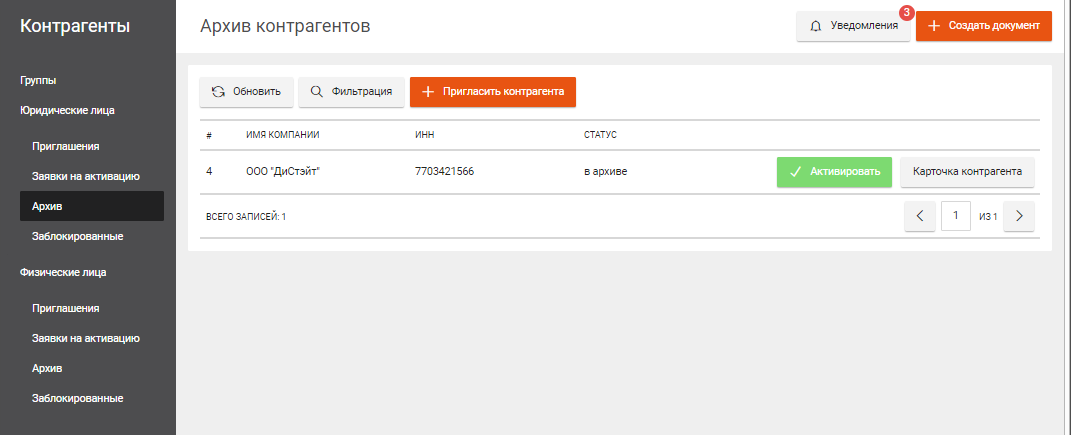 Контрагенты
Группы
Юридические лица
Приглашения
Заявки на активацию
Архив
Заблокированные
Физические лица
Приглашения
Заявки на активацию
Архив
Заблокированные
Архив контрагентов
Уведомления 3
Создать документ
Обновить Фильтрация Пригласить контрагента
# ИМЯ КОМПАНИИ ИНН СТАТУС
4 ООО "ДиСтэйт" 7703421566 в архиве Активировать Карточка контрагента
ВСЕГО ЗАПИСЕЙ: 1 1 ИЗ 1